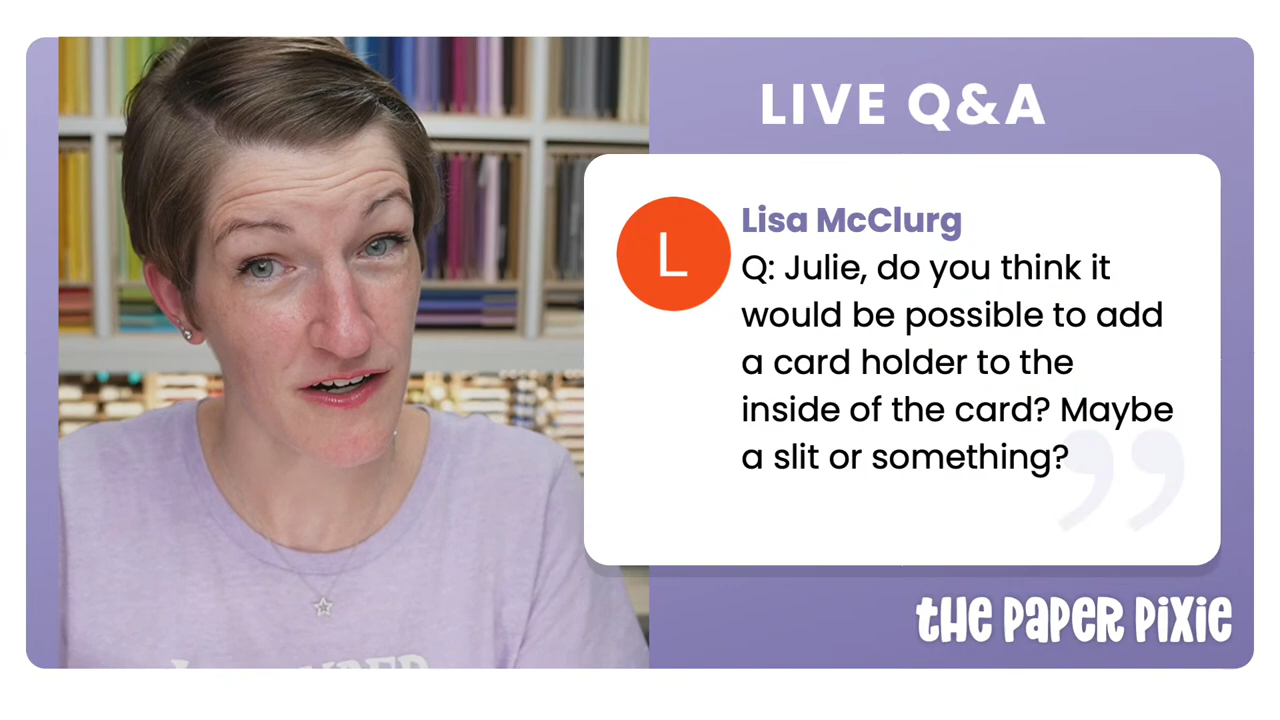 LIVE Q&A
L
Lisa McClurg
Q: Julie, do you think it
would be possible to add
a card holder to the
inside of the card? Maybe
a slit or something?
the PAPER PIXIE